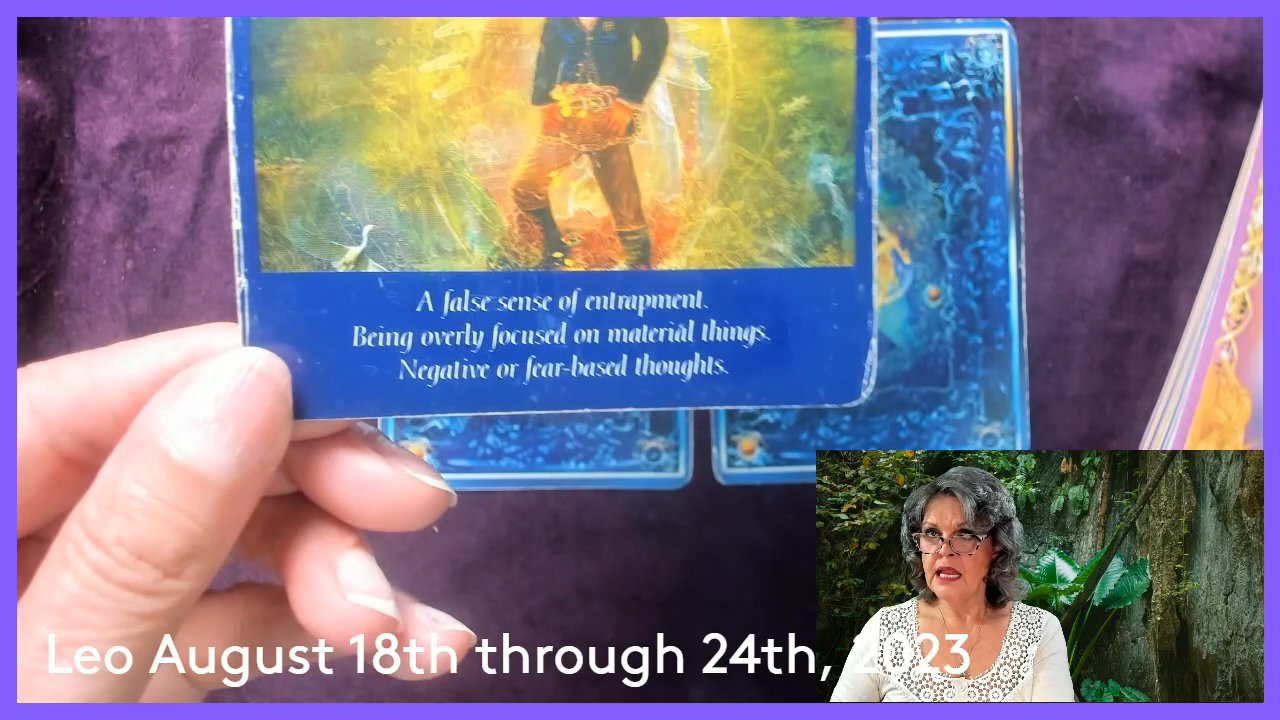 A false sense of entrapment.
Being overly focused on material things.
Negative or fear-based thoughts.
Leo August 18th through 24th, 2023